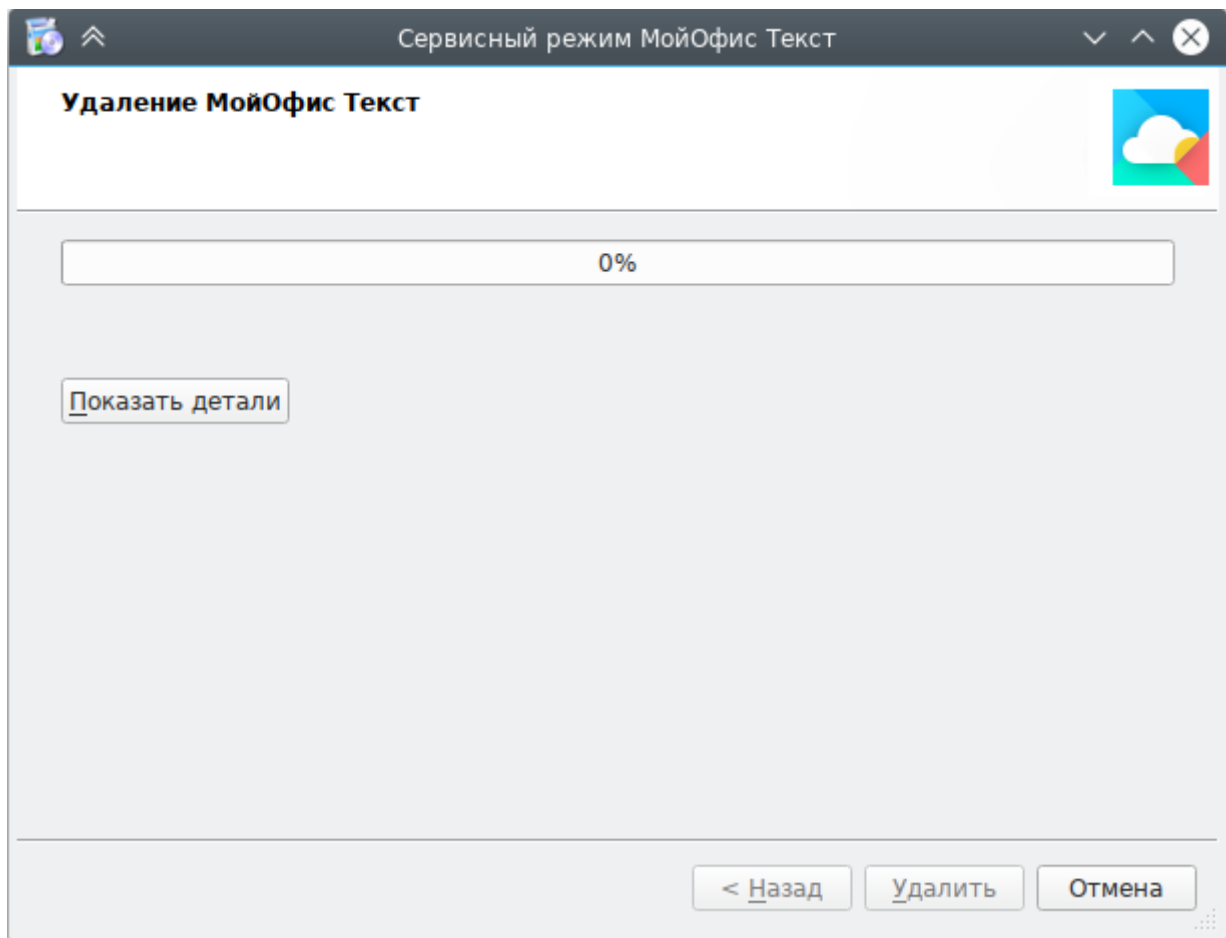 Сервисный режим МойОфис Текст
Удаление МойОфис Текст
0%
Показать детали
< Назад Удалить Отмена